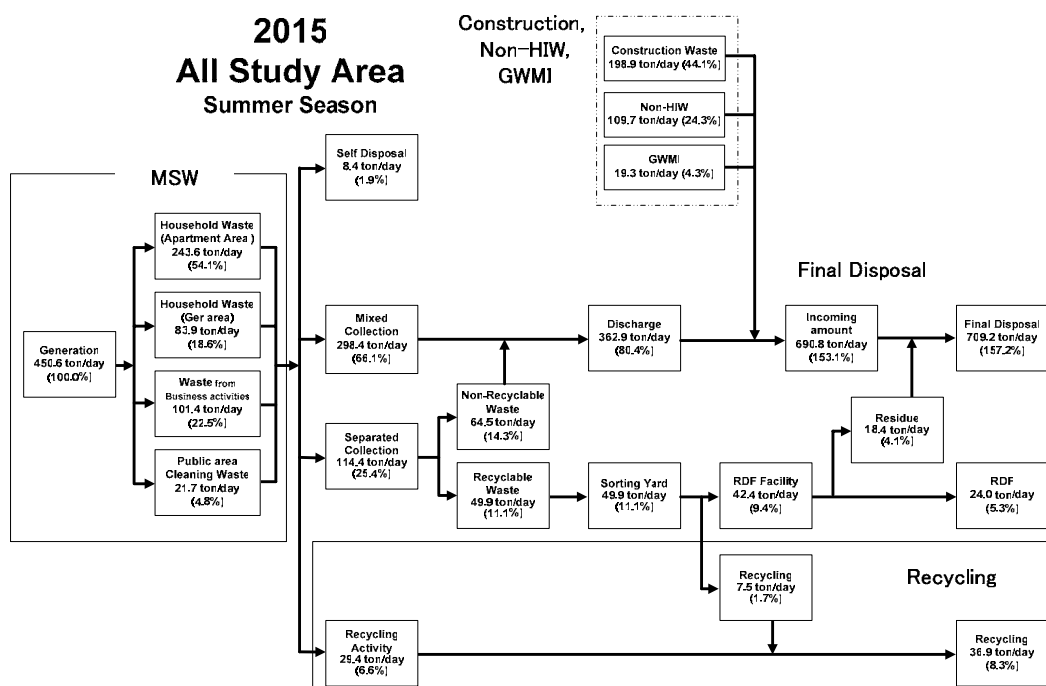 2015
All Study Area
Summer Season
Construction,
Non-HIW,
GWMI
Construction Waste
198.9 ton/day (44.1%)
Non-HIW
109.7 ton/day (24.3%)
GWMI
19.3 ton/day (4.3%)
MSW
Generation
450.6 ton/day
(100.0%)
Household Waste
(Apartment Area )
243.6 ton/day
(54.1%)
Household Waste
(Ger area)
83.9 ton/day
(18.6%)
Waste from
Business activities
101.4 ton/day
(22.5%)
Public area
Cleaning Waste
21.7 ton/day
(4.8%)
Self Disposal
8.4 ton/day
(1.9%)
Mixed
Collection
298.4 ton/day
(66.1%)
Separated
Collection
114.4 ton/day
(25.4%)
Non-Recyclable
Waste
64.5 ton/day
(14.3%)
Recyclable
Waste
49.9 ton/day
(11.1%)
Discharge
362.9 ton/day
(80.4%)
Sorting Yard
49.9 ton/day
(11.1%)
Final Disposal
Incoming
amount
690.8 ton/day
(153.1%)
Final Disposal
709.2 ton/day
(157.2%)
Residue
18.4 ton/day
(4.1%)
RDF Facility
42.4 ton/day
(9.4%)
RDF
24.0 ton/day
(5.3%)
Recycling
Recycling
7.5 ton/day
(1.7%)
Recycling
Activity
29.4 ton/day
(6.6%)
Recycling
36.9 ton/day
(8.3%)